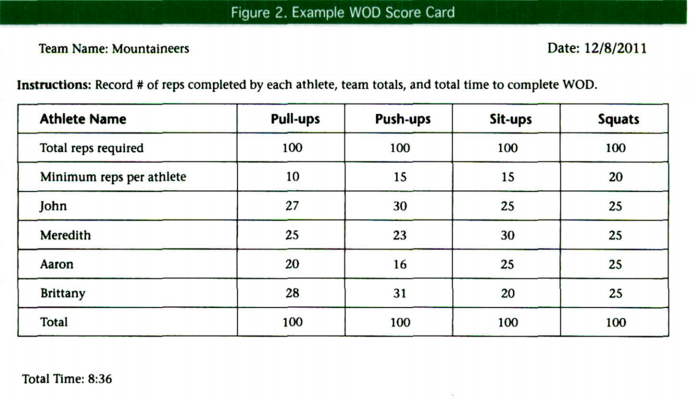 Figure 2. Example WOD Score Card
Team Name: Mountaineers Date: 12/8/2011
Instructions: Record # of reps completed by each athlete, team totals, and total time to complete WOD.
Athlete Name Pull-ups Push-ups Sit-ups Squats
Total reps required 100 100 100 100
Minimum reps per athlete 10 15 15 20
John 27 30 25 25
Meredith 25 23 30 25
Aaron 20 16 25 25
Brittany 28 31 20 25
Total 100 100 100 100
Total Time: 8:36